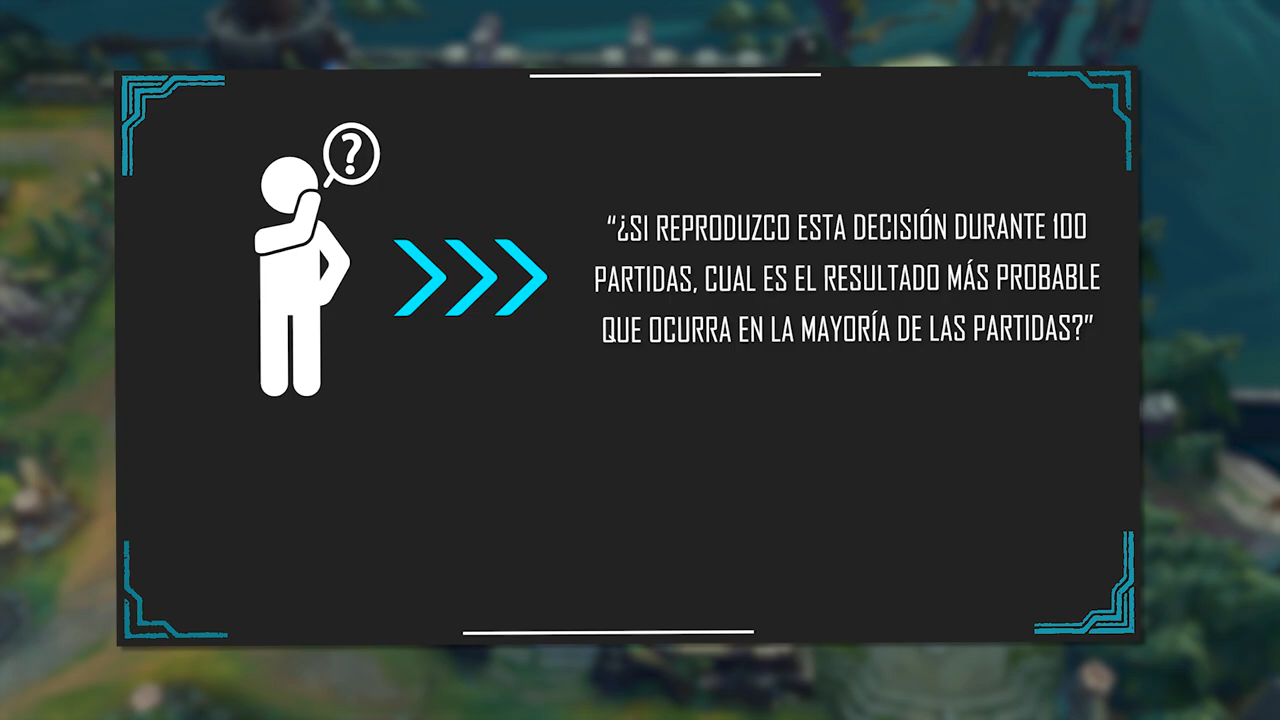 ?
“¿SI REPRODUZCO ESTA DECISIÓN DURANTE 100
PARTIDAS, CUAL ES EL RESULTADO MÁS PROBABLE
QUE OCURRA EN LA MAYORÍA DE LAS PARTIDAS?”